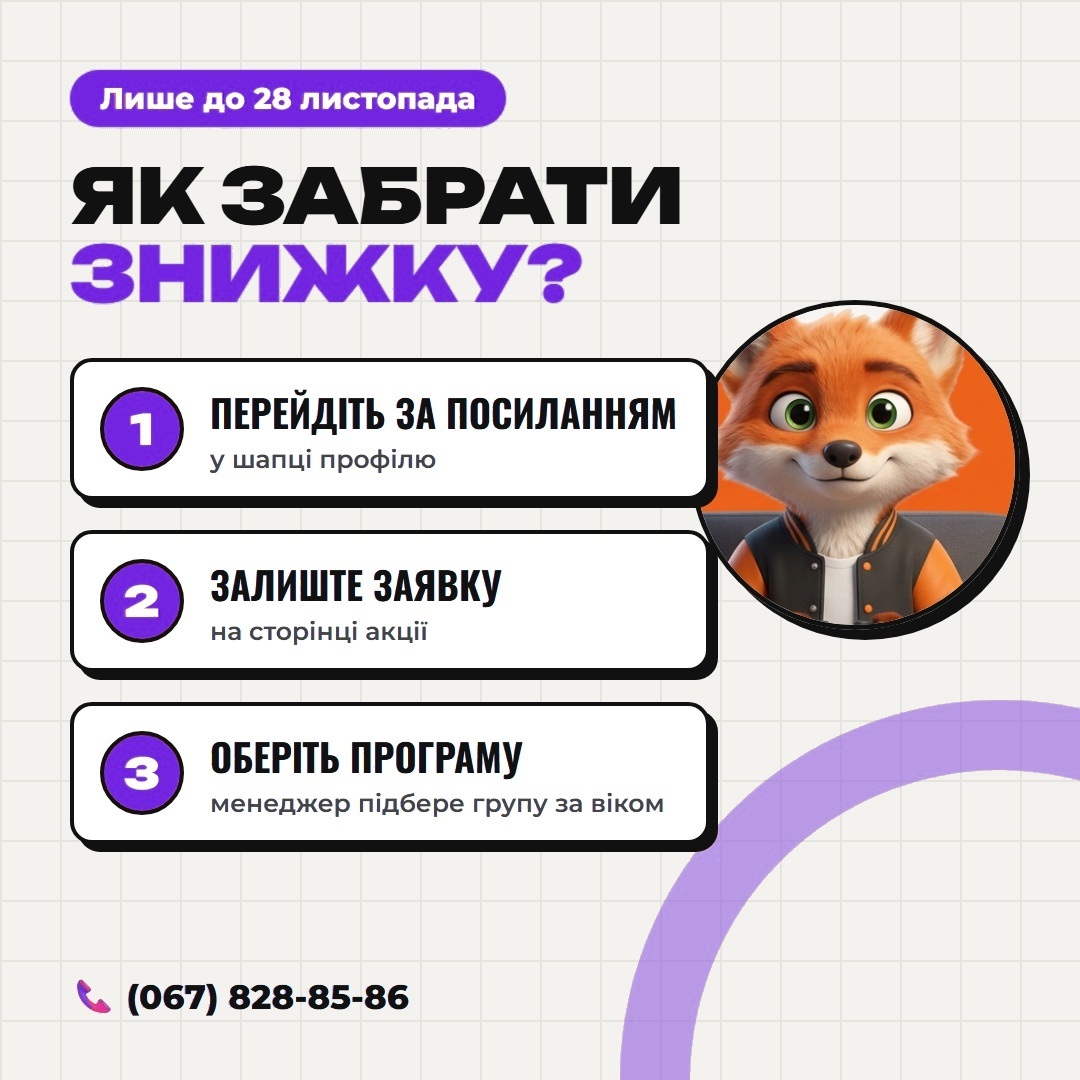 Лише до 28 листопада
ЯК ЗАБРАТИ
ЗНИЖКУ?
1
ПЕРЕЙДІТЬ ЗА ПОСИЛАННЯМ
у шапці профілю
2
ЗАЛИШТЕ ЗАЯВКУ
на сторінці акції
3
ОБЕРІТЬ ПРОГРАМУ
менеджер підбере групу за віком
(067) 828-85-86